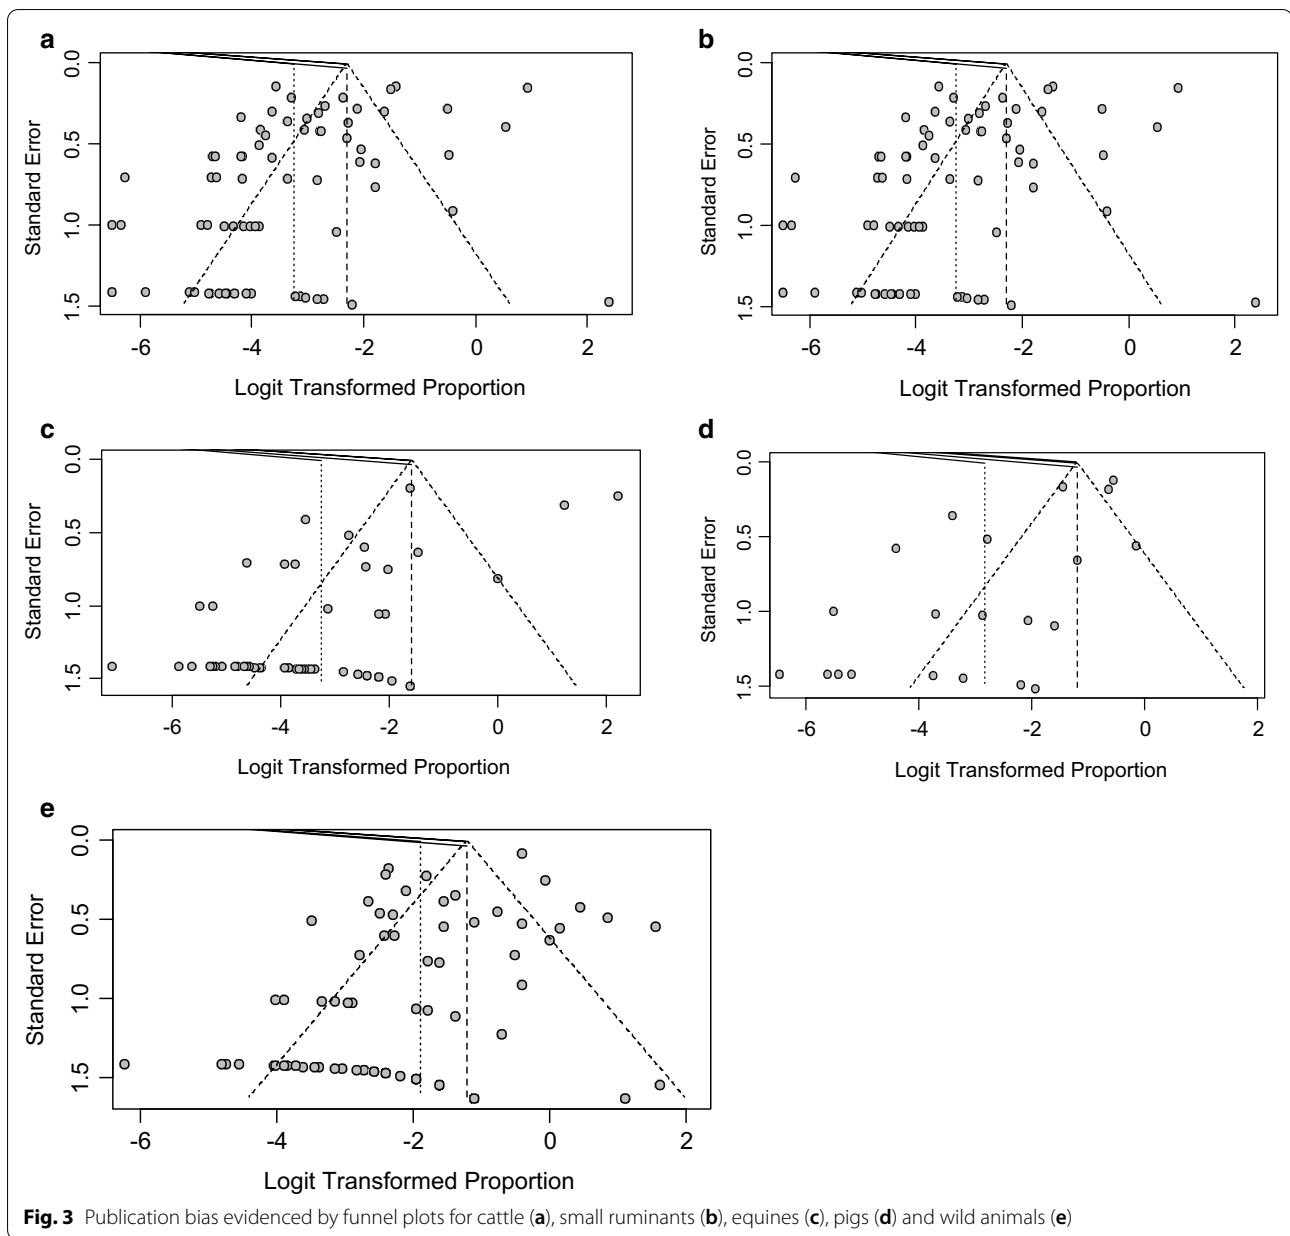 a
0.0
0.5
1.0
1.5
Standard Error
-6 -4 -2 0 2
Logit Transformed Proportion
b
0.0
0.5
1.0
1.5
Standard Error
-6 -4 -2 0 2
Logit Transformed Proportion
c
0.0
0.5
1.0
1.5
Standard Error
-6 -4 -2 0 2
Logit Transformed Proportion
d
0.0
0.5
1.0
1.5
Standard Error
-6 -4 -2 0 2
Logit Transformed Proportion
e
0.0
0.5
1.0
1.5
Standard Error
-6 -4 -2 0 2
Logit Transformed Proportion
Fig. 3 Publication bias evidenced by funnel plots for cattle (a), small ruminants (b), equines (c), pigs (d) and wild animals (e)